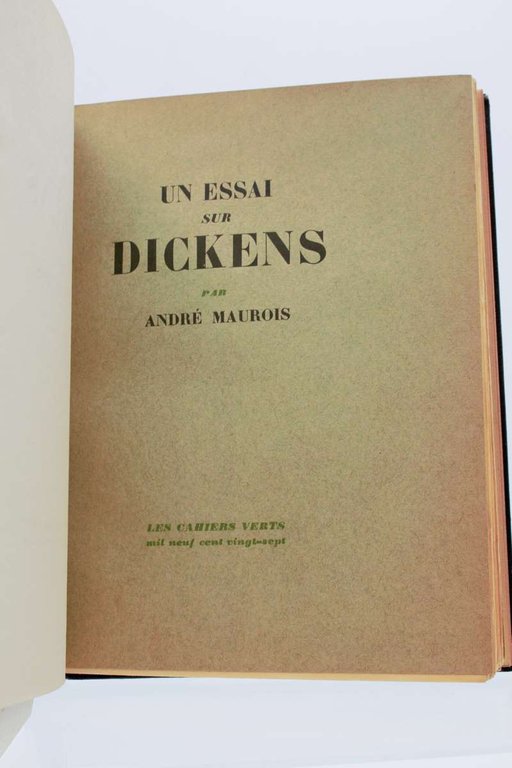 UN ESSAI
SUR
DICKENS
PAR
ANDRÉ MAUROIS
LES CAHIERS VERTS
mil neuf cent vingt-sept